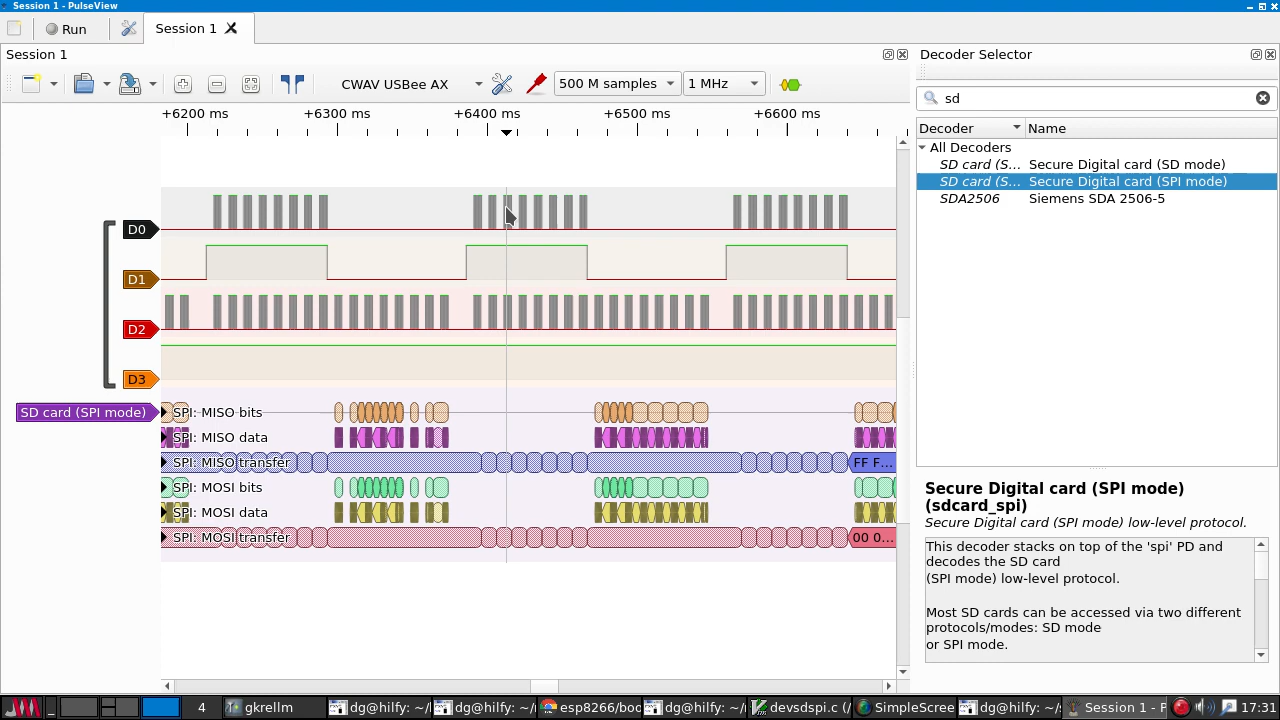 Session 1 - PulseView
Run
Session 1
Session 1
CWAV USBee AX
500 M samples
1 MHz
+6200 ms
+6300 ms
+6400 ms
+6500 ms
+6600 ms
D0
D1
D2
D3
SD card (SPI mode)
SPI: MISO bits
SPI: MISO data
SPI: MISO transfer
FF F...
SPI: MOSI bits
SPI: MOSI data
SPI: MOSI transfer
00 0...
Decoder Selector
sd
Decoder Name
All Decoders
SD card (S... Secure Digital card (SD mode)
SD card (S... Secure Digital card (SPI mode)
SDA2506 Siemens SDA 2506-5
Secure Digital card (SPI mode)
(sdcard_spi)
Secure Digital card (SPI mode) low-level protocol.
This decoder stacks on top of the 'spi' PD and
decodes the SD card
(SPI mode) low-level protocol.
Most SD cards can be accessed via two different
protocols/modes: SD mode
or SPI mode.
4 gkrellm dg@hilfy: ~/ dg@hilfy: ~/ esp8266/boo dg@hilfy: ~/ devsdspi.c (/ SimpleScree dg@hilfy: ~/ Session 1 - P 17:31